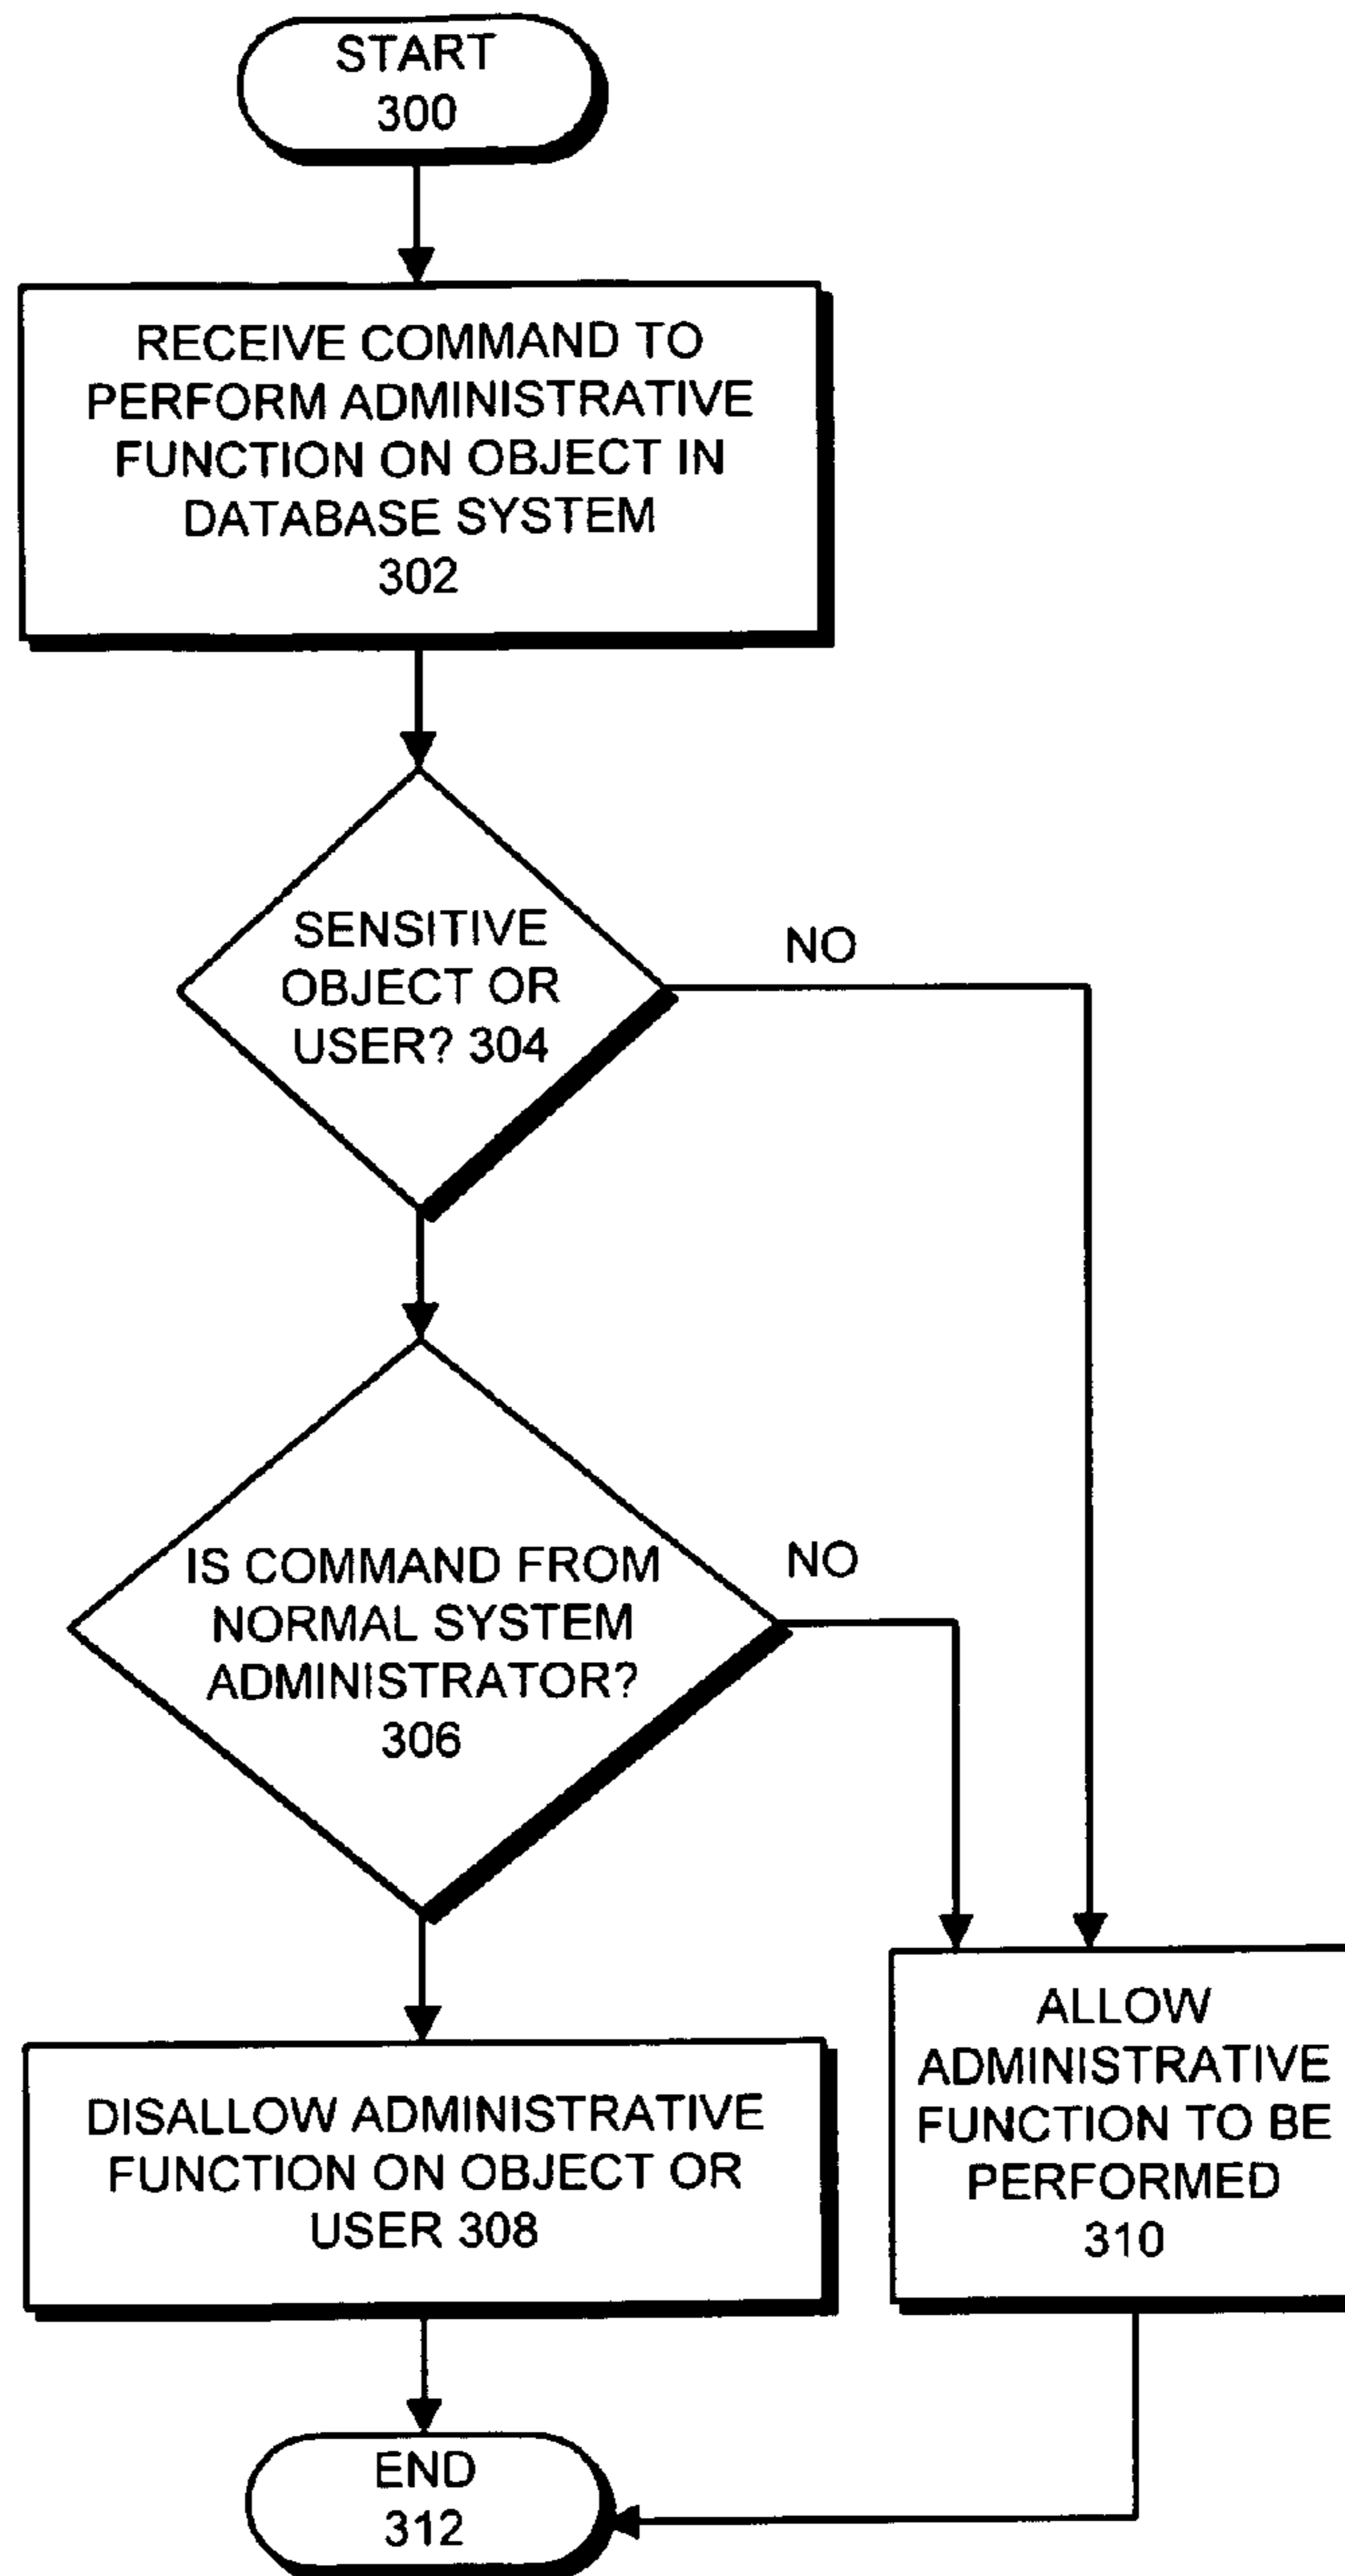 START
300
RECEIVE COMMAND TO
PERFORM ADMINISTRATIVE
FUNCTION ON OBJECT IN
DATABASE SYSTEM
302
SENSITIVE
OBJECT OR
USER? 304
NO
IS COMMAND FROM
NORMAL SYSTEM
ADMINISTRATOR?
306
NO
DISALLOW ADMINISTRATIVE
FUNCTION ON OBJECT OR
USER 308
ALLOW
ADMINISTRATIVE
FUNCTION TO BE
PERFORMED
310
END
312